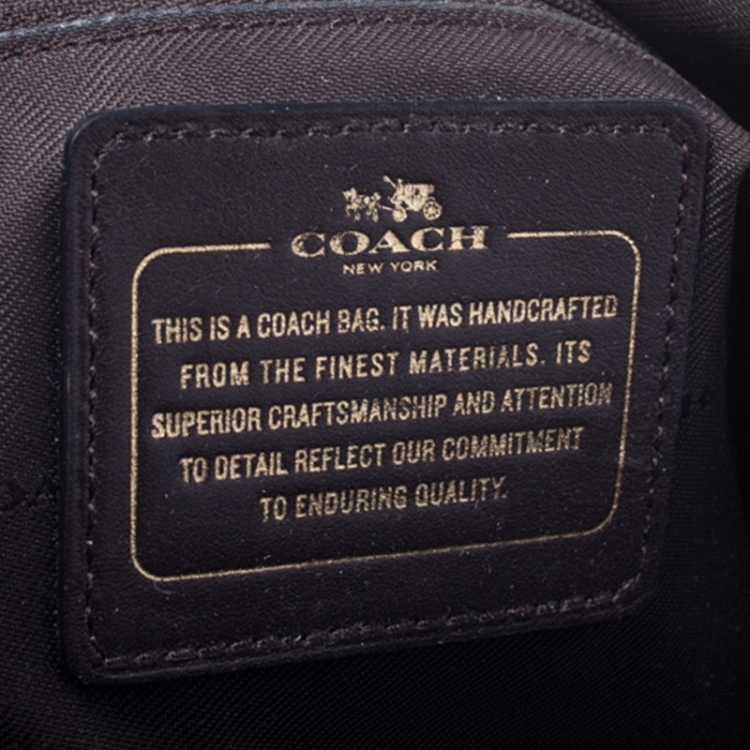 COACH
NEW YORK
THIS IS A COACH BAG. IT WAS HANDCRAFTED
FROM THE FINEST MATERIALS. ITS
SUPERIOR CRAFTSMANSHIP AND ATTENTION
TO DETAIL REFLECT OUR COMMITMENT
TO ENDURING QUALITY.